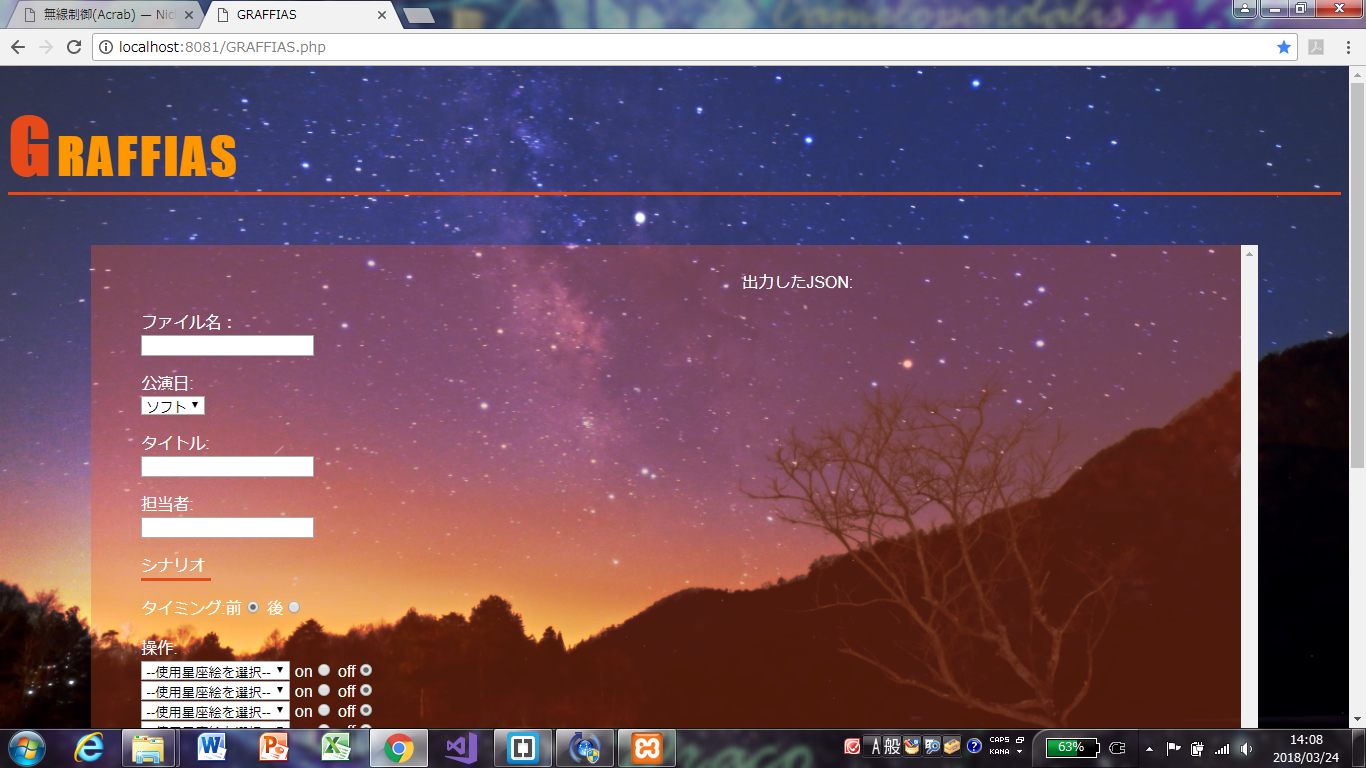 無線制御(Acrab) — Nic
GRAFFIAS
localhost:8081/GRAFFIAS.php
GRAFFIAS
出力したJSON:
ファイル名：
公演日:
ソフト
タイトル:
担当者:
シナリオ
タイミング:前 後
操作:
--使用星座絵を選択-- on off
--使用星座絵を選択-- on off
--使用星座絵を選択-- on off
A 般
CAPS
KANA
63%
14:08
2018/03/24